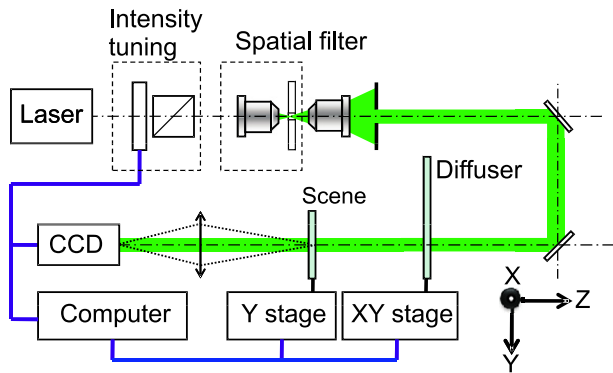 Intensity
tuning
Spatial filter
Laser
Diffuser
Scene
CCD
X
Z
Computer
Y stage
XY stage
Y